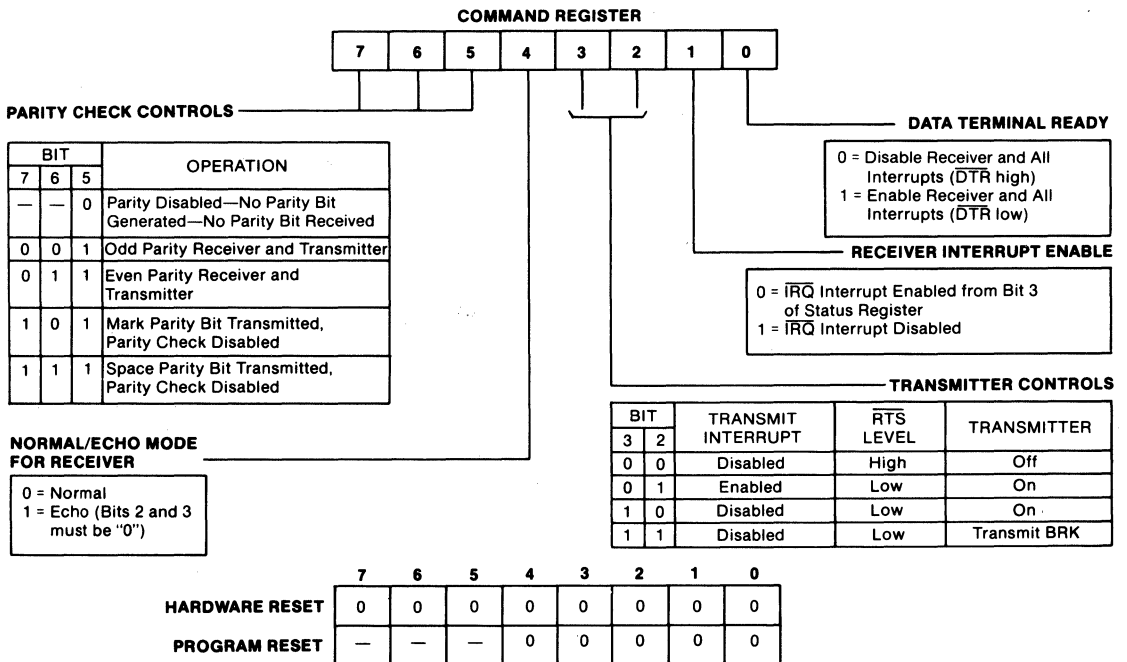 COMMAND REGISTER
7 6 5 4 3 2 1 0
PARITY CHECK CONTROLS
BIT
OPERATION
7 6 5
— — 0 Parity Disabled—No Parity Bit
Generated—No Parity Bit Received
0 0 1 Odd Parity Receiver and Transmitter
0 1 1 Even Parity Receiver and
Transmitter
1 0 1 Mark Parity Bit Transmitted,
Parity Check Disabled
1 1 1 Space Parity Bit Transmitted,
Parity Check Disabled
NORMAL/ECHO MODE
FOR RECEIVER
0 = Normal
1 = Echo (Bits 2 and 3
must be "0")
DATA TERMINAL READY
0 = Disable Receiver and All
Interrupts (D̅T̅R̅ high)
1 = Enable Receiver and All
Interrupts (D̅T̅R̅ low)
RECEIVER INTERRUPT ENABLE
0 = I̅R̅Q̅ Interrupt Enabled from Bit 3
of Status Register
1 = I̅R̅Q̅ Interrupt Disabled
TRANSMITTER CONTROLS
BIT
3 2
TRANSMIT
INTERRUPT
R̅T̅S̅
LEVEL
TRANSMITTER
0 0 Disabled High Off
0 1 Enabled Low On
1 0 Disabled Low On
1 1 Disabled Low Transmit BRK
7 6 5 4 3 2 1 0
HARDWARE RESET 0 0 0 0 0 0 0 0
PROGRAM RESET — — — 0 0 0 0 0